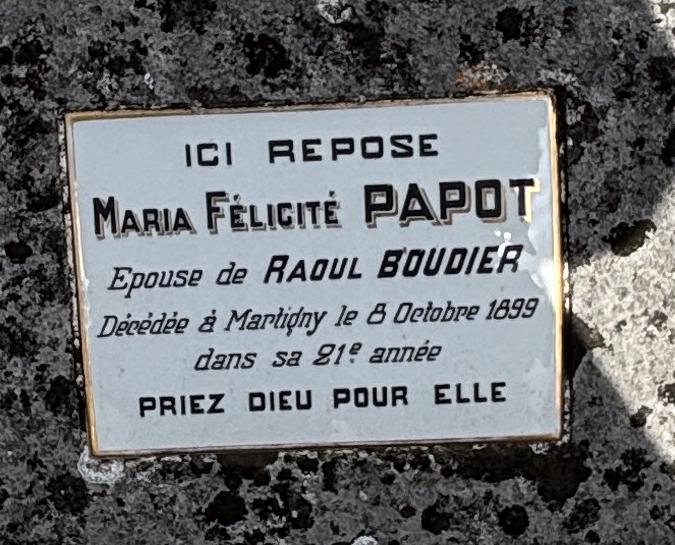 ICI REPOSE
MARIA FÉLICITÉ PAPOT
Epouse de RAOUL BOUDIER
Décédée à Martigny le 8 Octobre 1899
dans sa 21e année
PRIEZ DIEU POUR ELLE